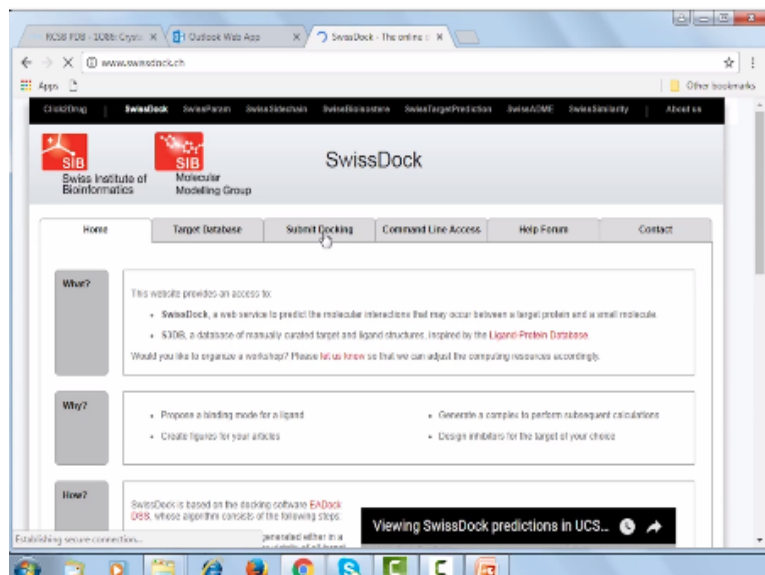 RCSB PDB - 1O86: Cryst
Outlook Web App
SwissDock - The online
www.swissdock.ch
Apps
Other bookmarks
Click2Drug | SwissDock SwissParam SwissSidechain SwissBioisostere SwissTargetPrediction SwissADME SwissSimilarity | About us
SIB
Swiss Institute of
Bioinformatics
SIB
Molecular
Modelling Group
SwissDock
Home Target Database Submit Docking Command Line Access Help Forum Contact
What?
This website provides an access to:
• SwissDock, a web service to predict the molecular interactions that may occur between a target protein and a small molecule.
• S3DB, a database of manually curated target and ligand structures, inspired by the Ligand-Protein Database.
Would you like to organize a workshop? Please let us know so that we can adjust the computing resources accordingly.
Why?
• Propose a binding mode for a ligand
• Create figures for your articles
• Generate a complex to perform subsequent calculations
• Design inhibitors for the target of your choice
How?
SwissDock is based on the docking software EADock
DSS, whose algorithm consists of the following steps:
generated either in a
Viewing SwissDock predictions in UCS...
Establishing secure connection...